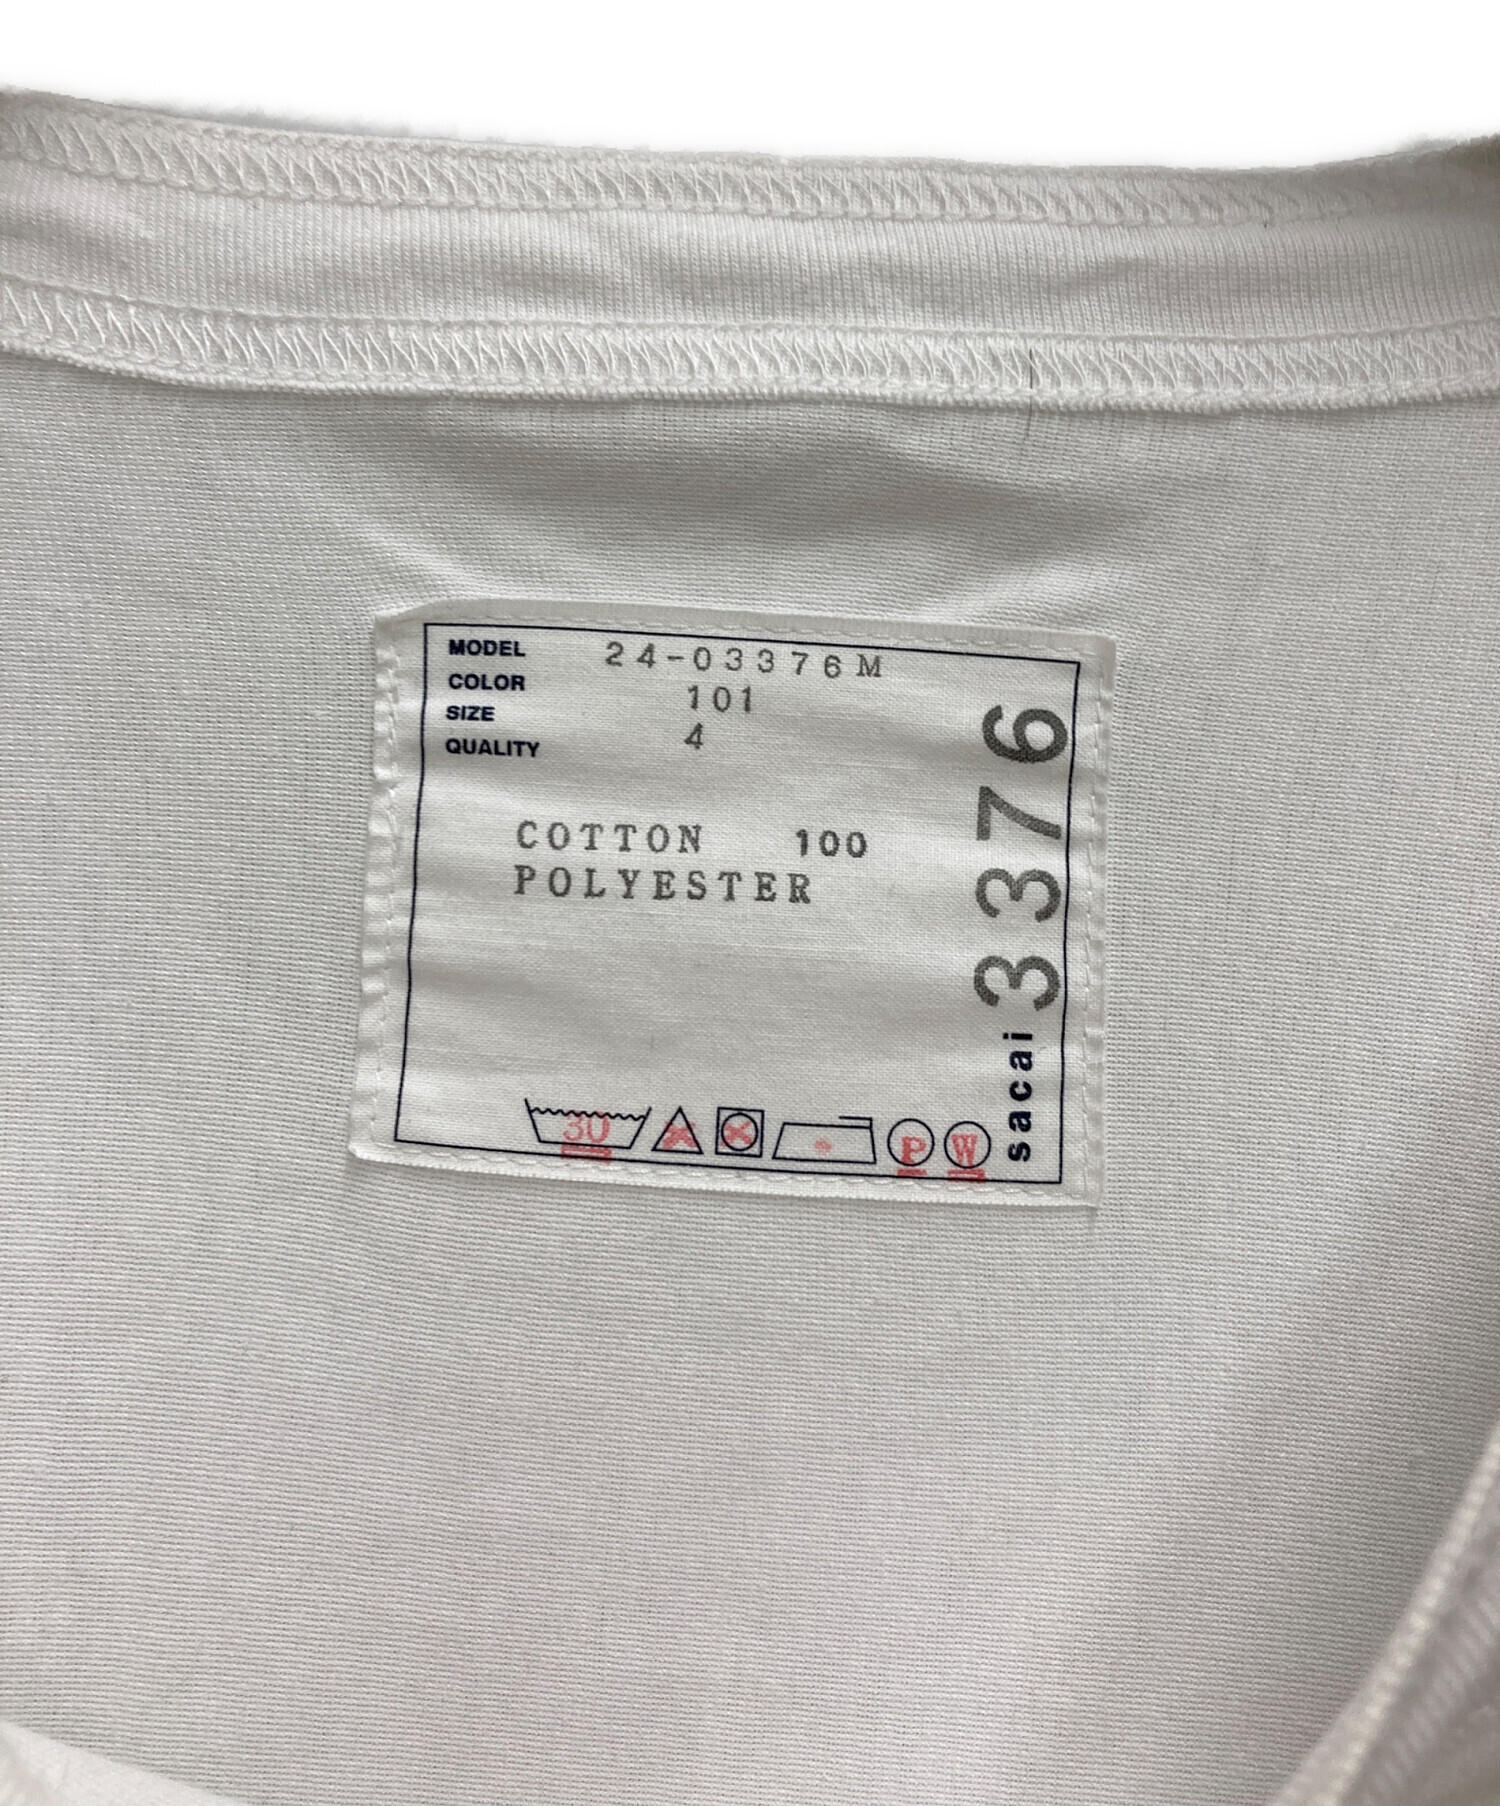 MODEL 24-03376M
COLOR 101
SIZE 4
QUALITY
COTTON 100
POLYESTER
30
P
W
sacai 3376